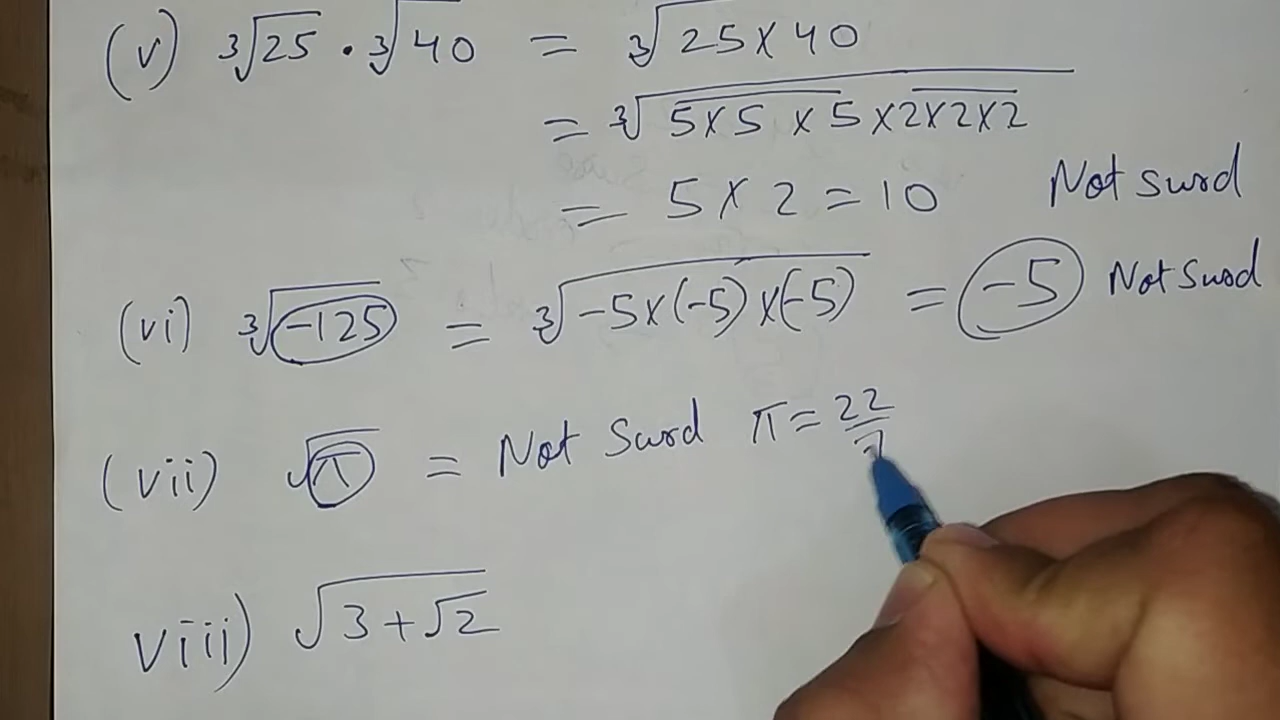 (v) ∛25 · ∛40 = ∛25×40
= ∛5×5×5×2×2×2
= 5×2=10 Not surd
(vi) ∛-125 = ∛-5×(-5)×(-5) = -5 Not Surd
(vii) √π = Not Surd π = 22/7
viii) √3+√2